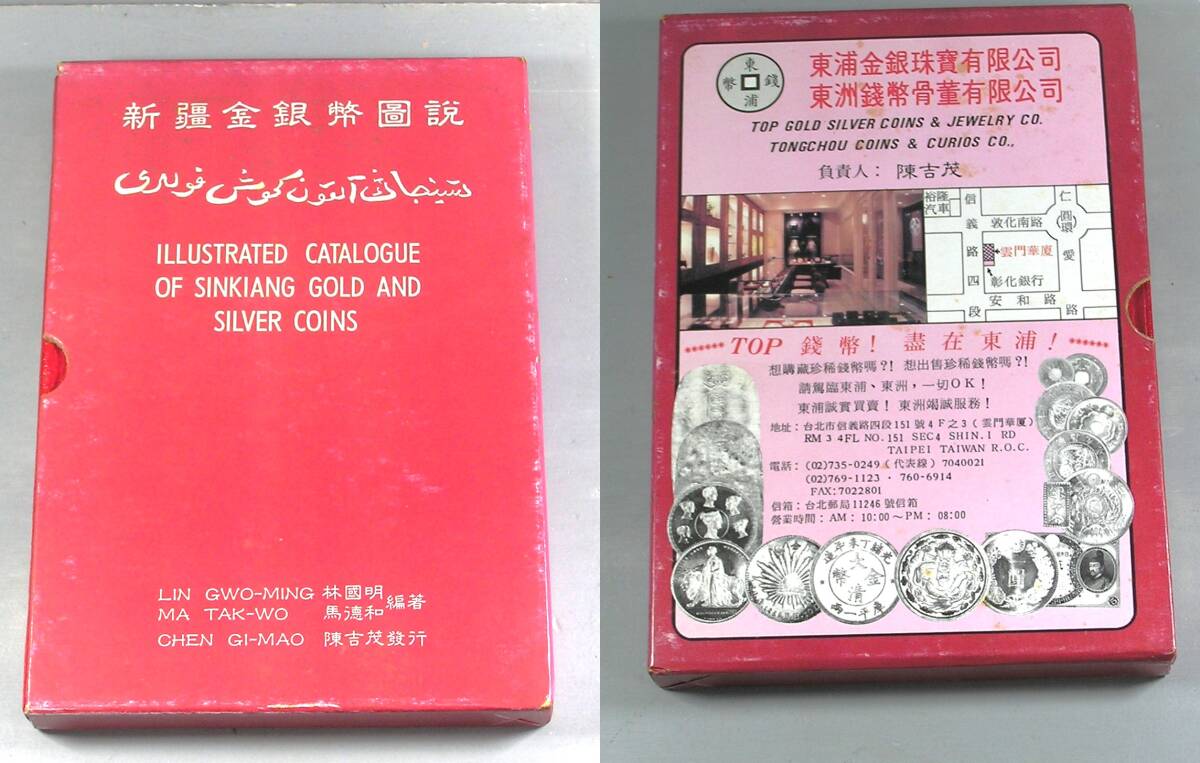 新疆金銀幣圖説
ILLUSTRATED CATALOGUE
OF SINKIANG GOLD AND
SILVER COINS
LIN GWO-MING 林國明
MA TAK-WO 馬德和
編著
CHEN GI-MAO 陳吉茂發行
東浦錢幣
東浦金銀珠寶有限公司
東洲錢幣骨董有限公司
TOP GOLD SILVER COINS & JEWELRY CO.
TONGCHOU COINS & CURIOS CO.,
負責人：陳吉茂
裕隆汽車
信義路四段
敦化南路
仁愛路
圓環
雲門華廈
彰化銀行
安和路
TOP 錢幣！盡在東浦！
想購藏珍稀錢幣嗎?! 想出售珍稀錢幣嗎?!
請駕臨東浦、東洲，一切OK！
東浦誠實買賣！東洲竭誠服務！
地址：台北市信義路四段151號4F之3（雲門華廈）
RM 3 4FL NO. 151 SEC4 SHIN. I RD
TAIPEI TAIWAN R.O.C.
電話：(02)735-0249（代表線）7040021
(02)769-1123 · 760-6914
FAX:7022801
信箱：台北郵局11246號信箱
營業時間：AM：10:00～PM：08:00
大清金幣
庫平一兩